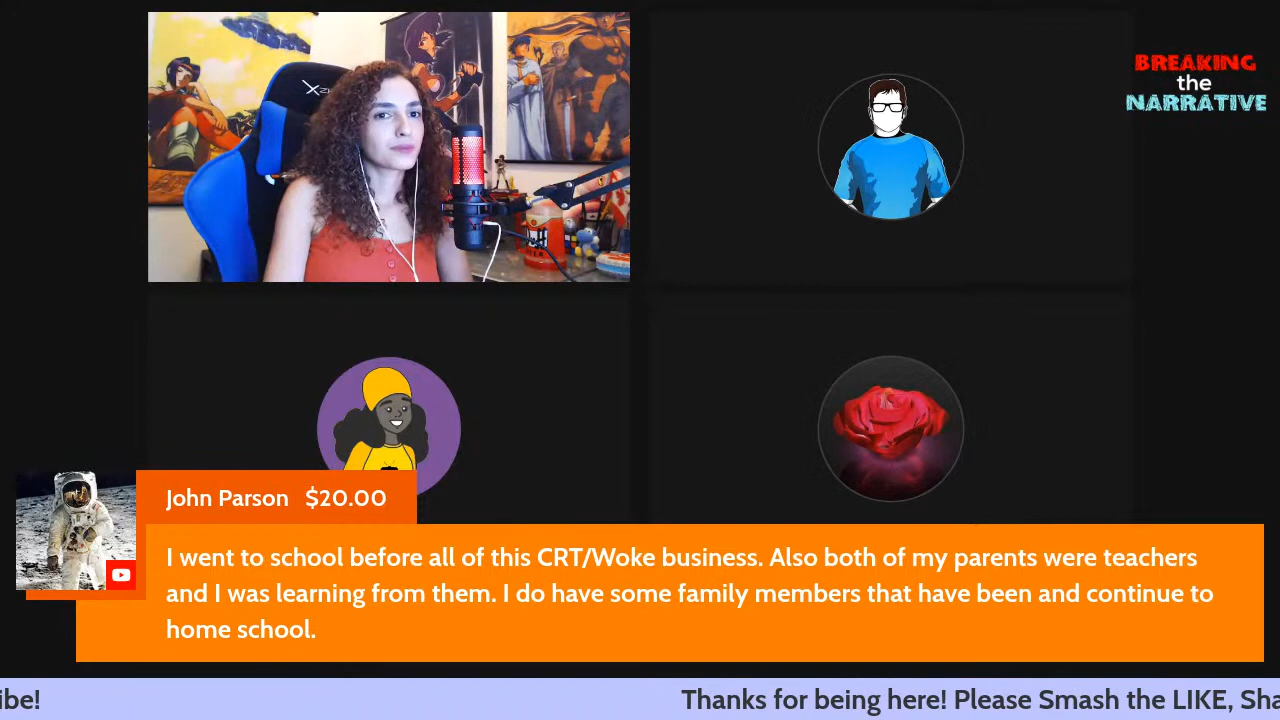 BREAKING
the
NARRATIVE
John Parson $20.00
I went to school before all of this CRT/Woke business. Also both of my parents were teachers
and I was learning from them. I do have some family members that have been and continue to
home school.
ibe!
Thanks for being here! Please Smash the LIKE, Sha